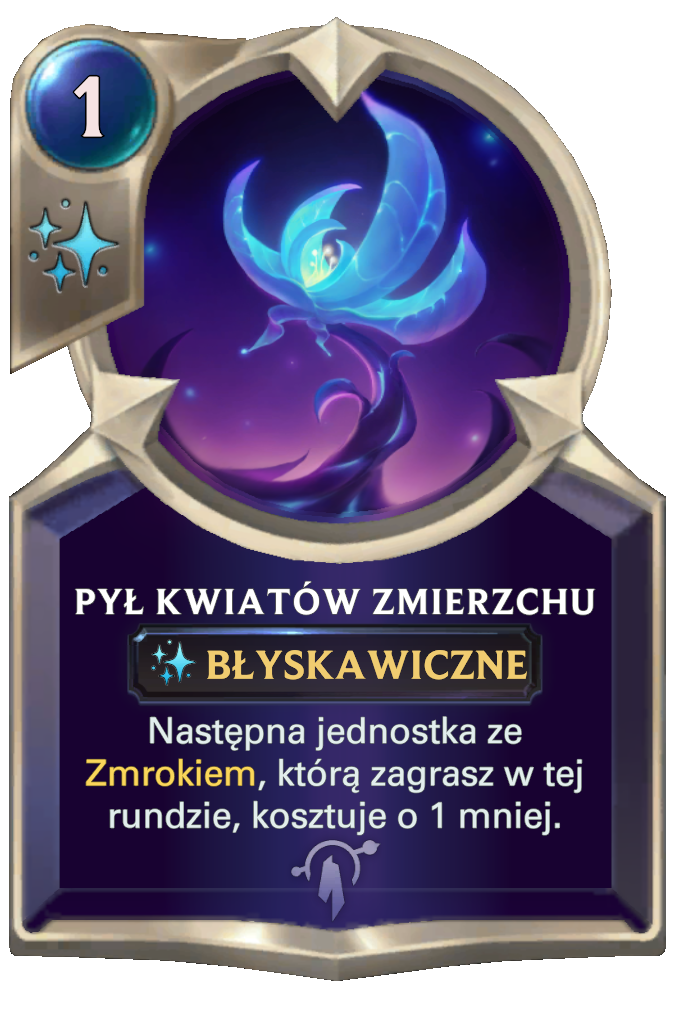 1
PYŁ KWIATÓW ZMIERZCHU
BŁYSKAWICZNE
Następna jednostka ze
Zmrokiem, którą zagrasz w tej
rundzie, kosztuje o 1 mniej.